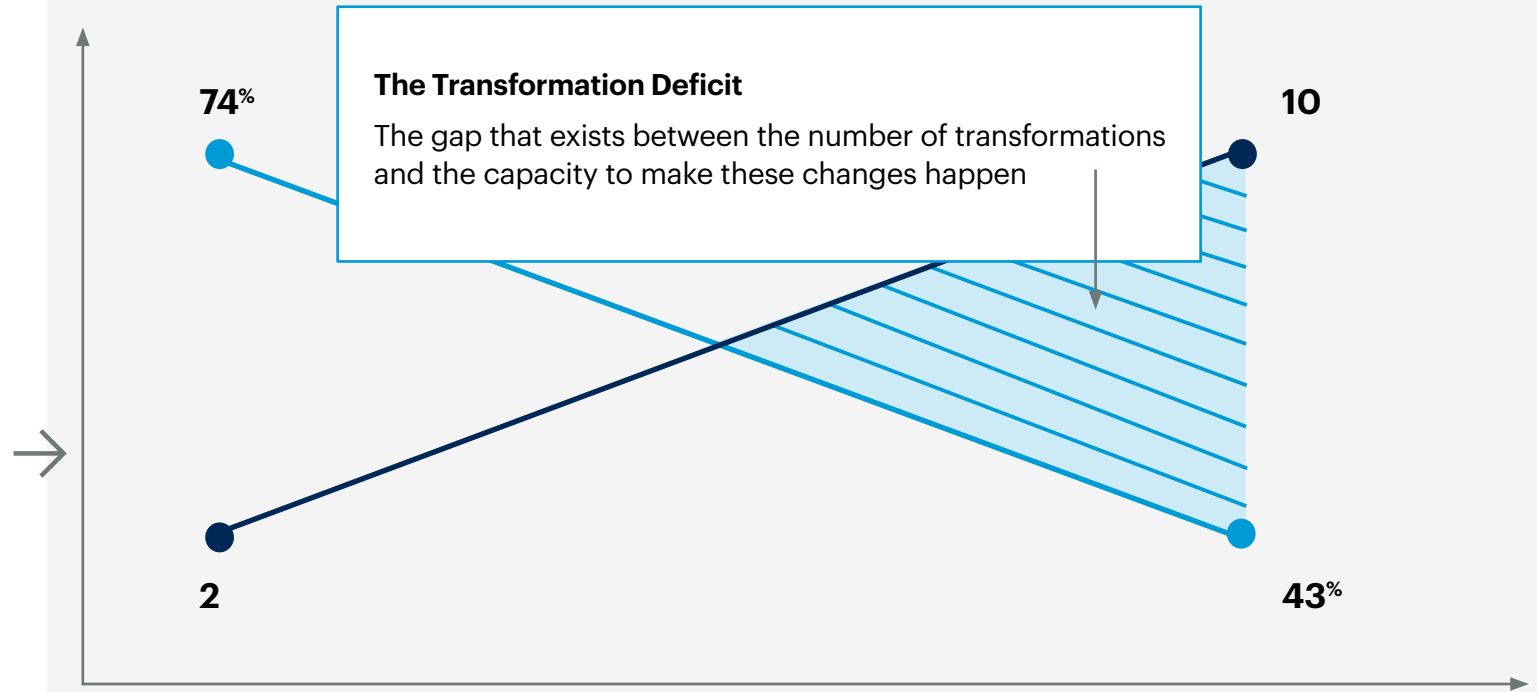 The Transformation Deficit
The gap that exists between the number of transformations
and the capacity to make these changes happen
74%
10
2
43%